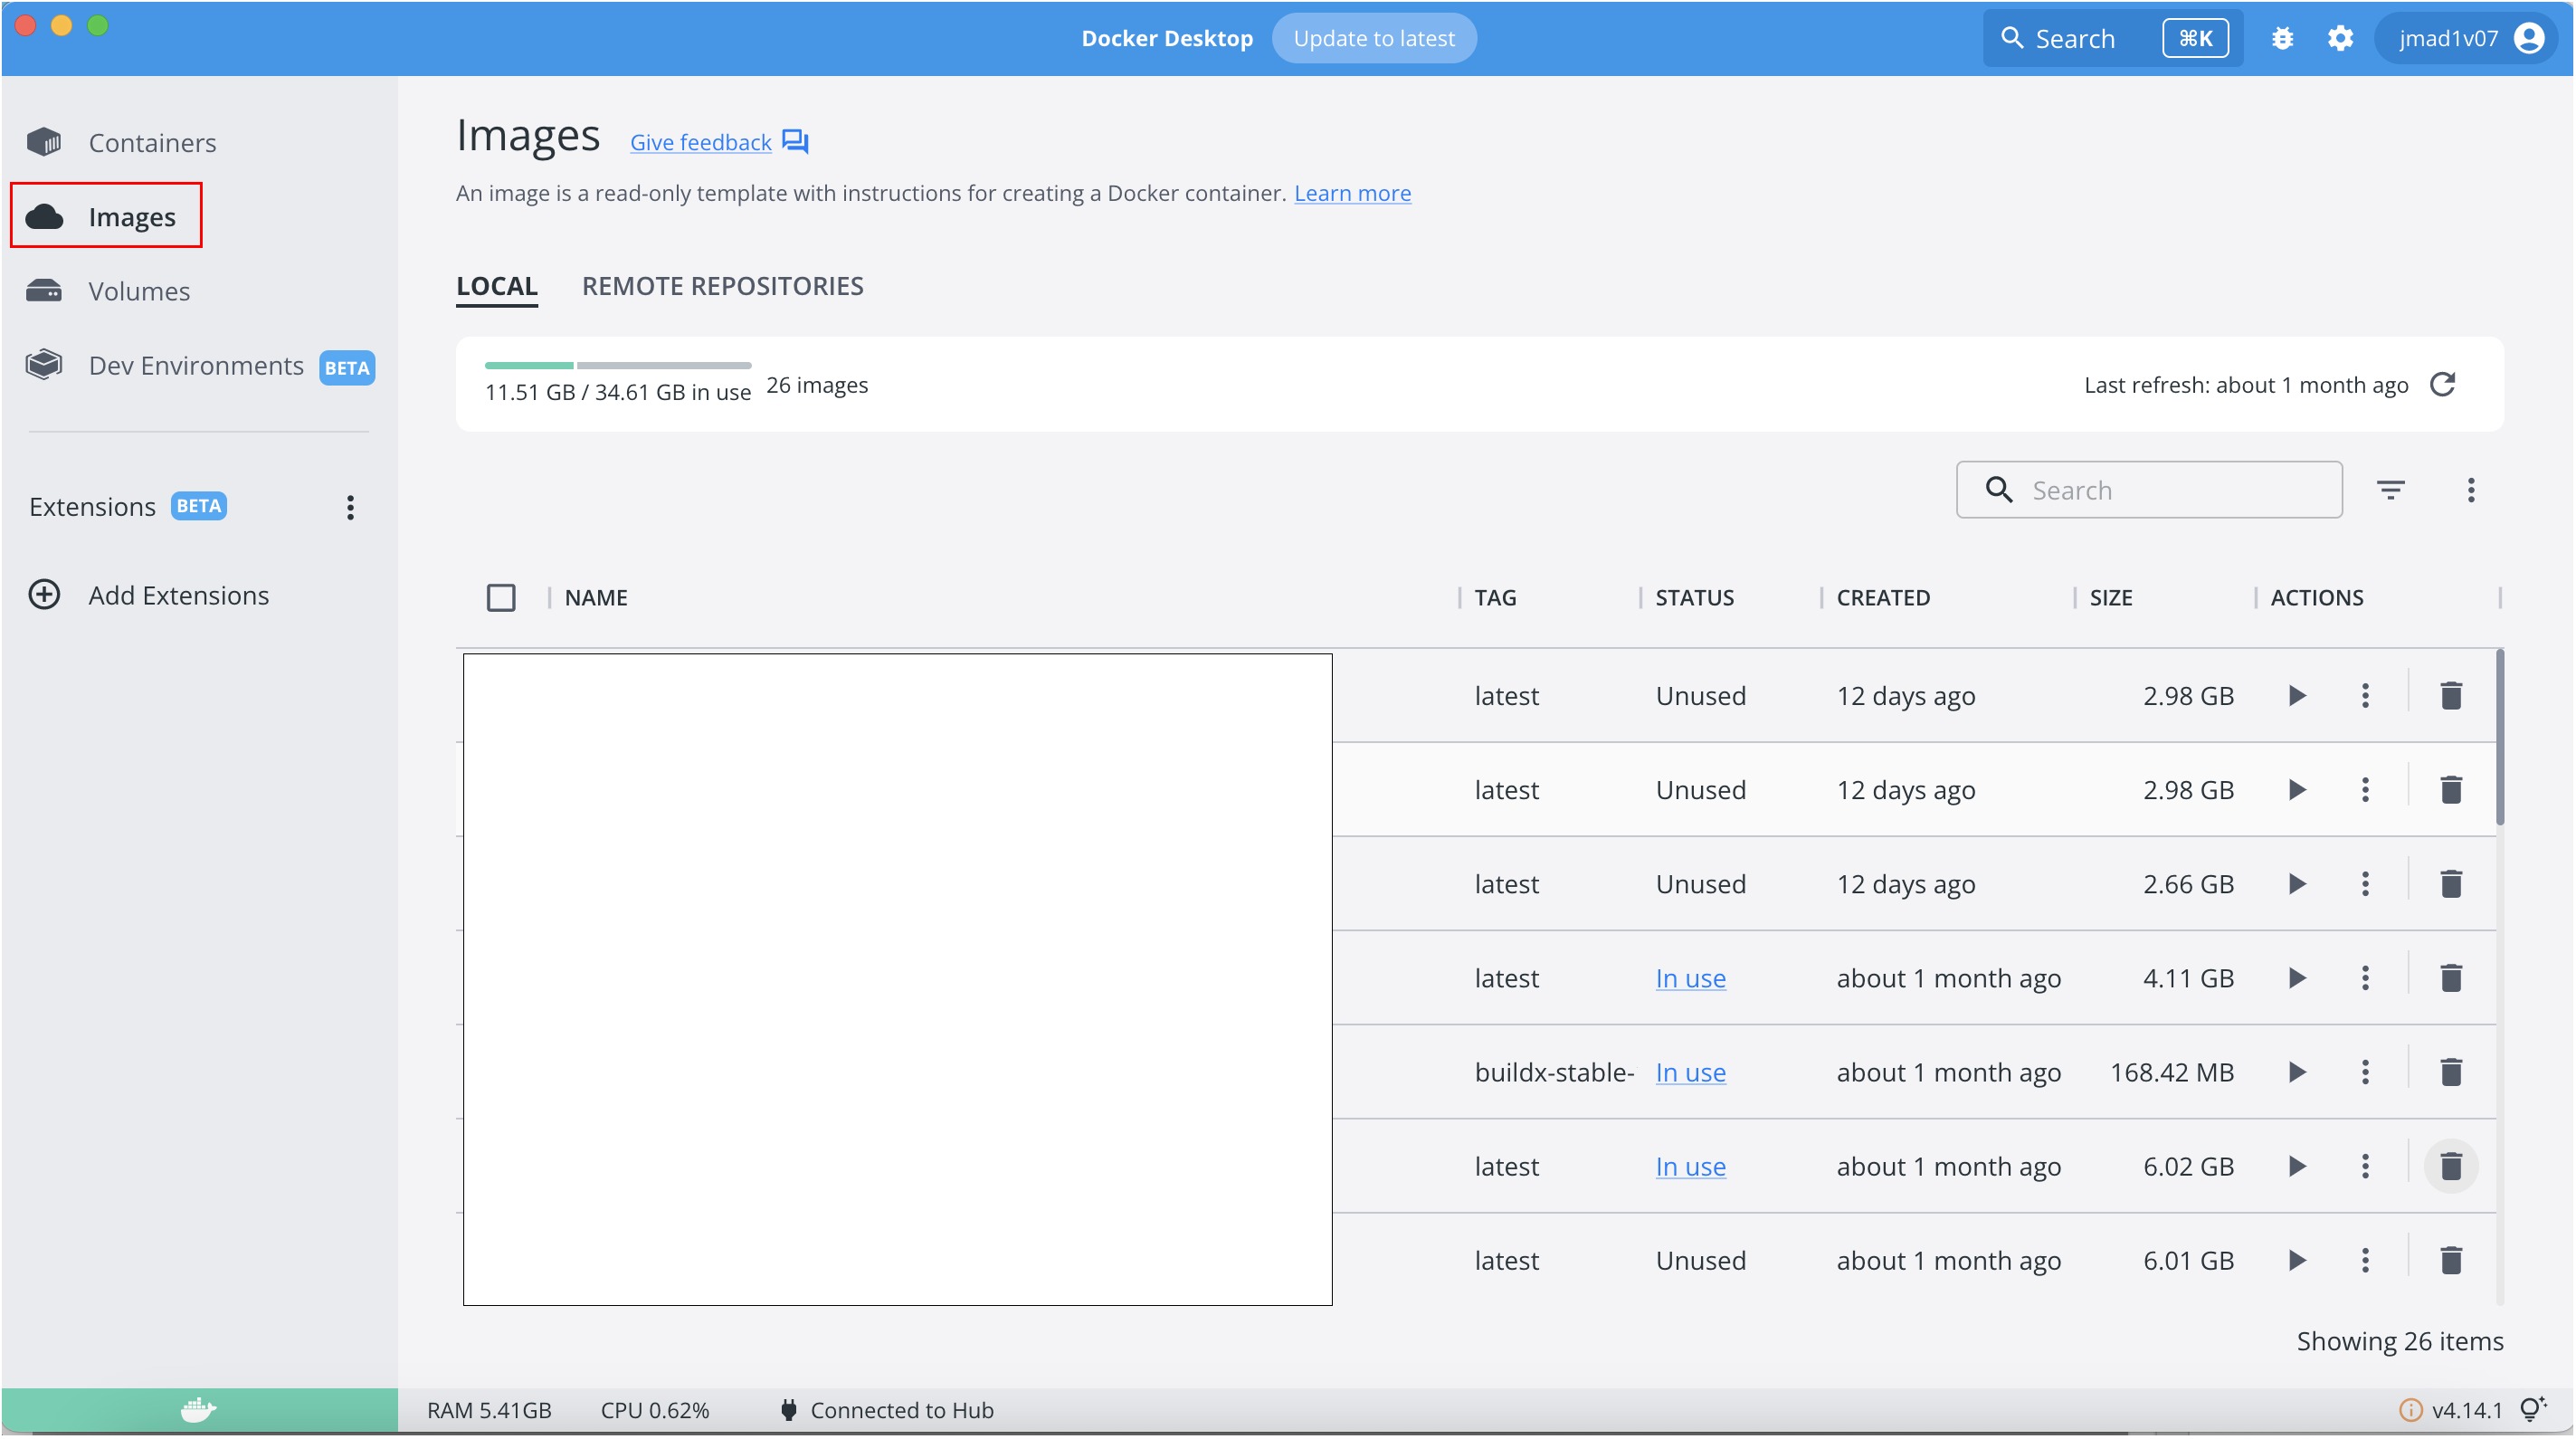 Docker Desktop Update to latest Search ⌘K jmad1v07
Containers
Images
Volumes
Dev Environments BETA
Extensions BETA
Add Extensions
Images Give feedback
An image is a read-only template with instructions for creating a Docker container. Learn more
LOCAL REMOTE REPOSITORIES
11.51 GB / 34.61 GB in use 26 images Last refresh: about 1 month ago
Search
NAME TAG STATUS CREATED SIZE ACTIONS
latest Unused 12 days ago 2.98 GB
latest Unused 12 days ago 2.98 GB
latest Unused 12 days ago 2.66 GB
latest In use about 1 month ago 4.11 GB
buildx-stable- In use about 1 month ago 168.42 MB
latest In use about 1 month ago 6.02 GB
latest Unused about 1 month ago 6.01 GB
Showing 26 items
RAM 5.41GB CPU 0.62% Connected to Hub v4.14.1